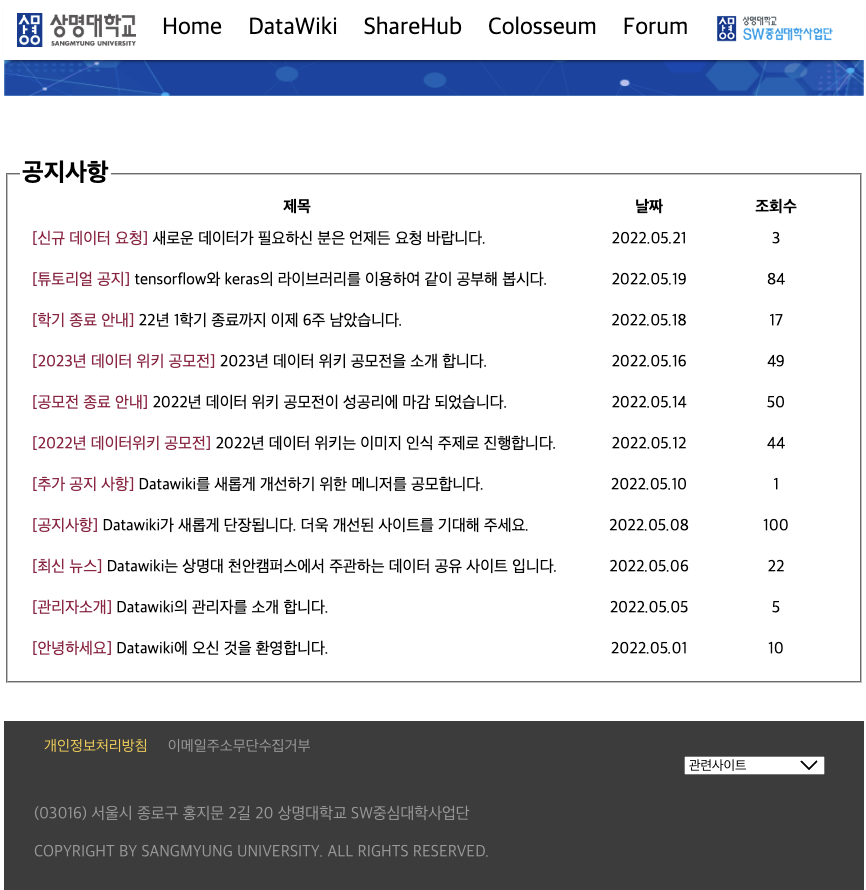 상명대학교 SANGMYUNG UNIVERSITY Home DataWiki ShareHub Colosseum Forum 상명대학교 SW중심대학사업단
공지사항
제목 날짜 조회수
[신규 데이터 요청] 새로운 데이터가 필요하신 분은 언제든 요청 바랍니다. 2022.05.21 3
[튜토리얼 공지] tensorflow와 keras의 라이브러리를 이용하여 같이 공부해 봅시다. 2022.05.19 84
[학기 종료 안내] 22년 1학기 종료까지 이제 6주 남았습니다. 2022.05.18 17
[2023년 데이터 위키 공모전] 2023년 데이터 위키 공모전을 소개 합니다. 2022.05.16 49
[공모전 종료 안내] 2022년 데이터 위키 공모전이 성공리에 마감 되었습니다. 2022.05.14 50
[2022년 데이터위키 공모전] 2022년 데이터 위키는 이미지 인식 주제로 진행합니다. 2022.05.12 44
[추가 공지 사항] Datawiki를 새롭게 개선하기 위한 메니저를 공모합니다. 2022.05.10 1
[공지사항] Datawiki가 새롭게 단장됩니다. 더욱 개선된 사이트를 기대해 주세요. 2022.05.08 100
[최신 뉴스] Datawiki는 상명대 천안캠퍼스에서 주관하는 데이터 공유 사이트 입니다. 2022.05.06 22
[관리자소개] Datawiki의 관리자를 소개 합니다. 2022.05.05 5
[안녕하세요] Datawiki에 오신 것을 환영합니다. 2022.05.01 10
개인정보처리방침 이메일주소무단수집거부
관련사이트
(03016) 서울시 종로구 홍지문 2길 20 상명대학교 SW중심대학사업단
COPYRIGHT BY SANGMYUNG UNIVERSITY. ALL RIGHTS RESERVED.